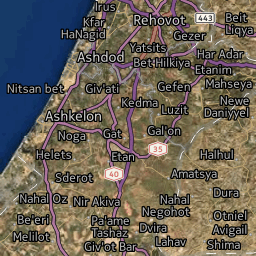 Irus
Rehovot
443
Beit
Liqya
Kfar
HaNagid
Yatsits
Gezer
Har Adar
Ashdod
Bet Hilkiya
Etanim
Nitsan bet
Giv'ati
Gefen
Mahseya
Kedma
Luzit
Newe
Daniyyel
Ashkelon
Noga
Gat
Gal'on
Helets
Etan
35
Halhul
Sderot
40
Amatsya
Nahal Oz
Nir Akiva
Nahal
Negohot
Dura
Be'eri
Pa'ame
Tashaz
Otniel
Melilot
Dvira
Avigail
Giv'ot Bar
Lahav
Shima